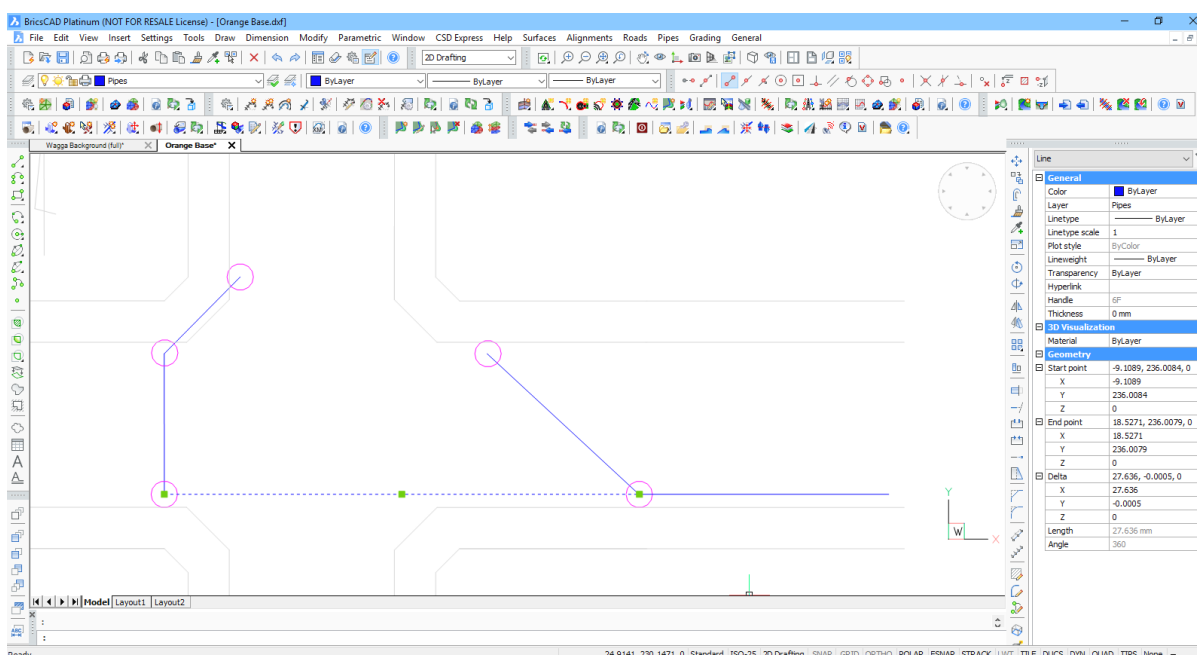 BricsCAD Platinum (NOT FOR RESALE License) - [Orange Base.dxf]
File Edit View Insert Settings Tools Draw Dimension Modify Parametric Window CSD Express Help Surfaces Alignments Roads Pipes Grading General
2D Drafting
Pipes ByLayer ByLayer ByLayer
Wagga Background (full)* Orange Base*
Line
General
Color ByLayer
Layer Pipes
Linetype ByLayer
Linetype scale 1
Plot style ByColor
Lineweight ByLayer
Transparency ByLayer
Hyperlink
Handle 6F
Thickness 0 mm
3D Visualization
Material ByLayer
Geometry
Start point -9.1089, 236.0084, 0
X -9.1089
Y 236.0084
Z 0
End point 18.5271, 236.0079, 0
X 18.5271
Y 236.0079
Z 0
Delta 27.636, -0.0005, 0
X 27.636
Y -0.0005
Z 0
Length 27.636 mm
Angle 360
Y
W X
Model Layout1 Layout2
:
:
Ready 24.9141, 230.1471, 0 Standard ISO-25 2D Drafting SNAP GRID ORTHO POLAR ESNAP STRACK LWT TILE DUCS DYN QUAD TIPS None